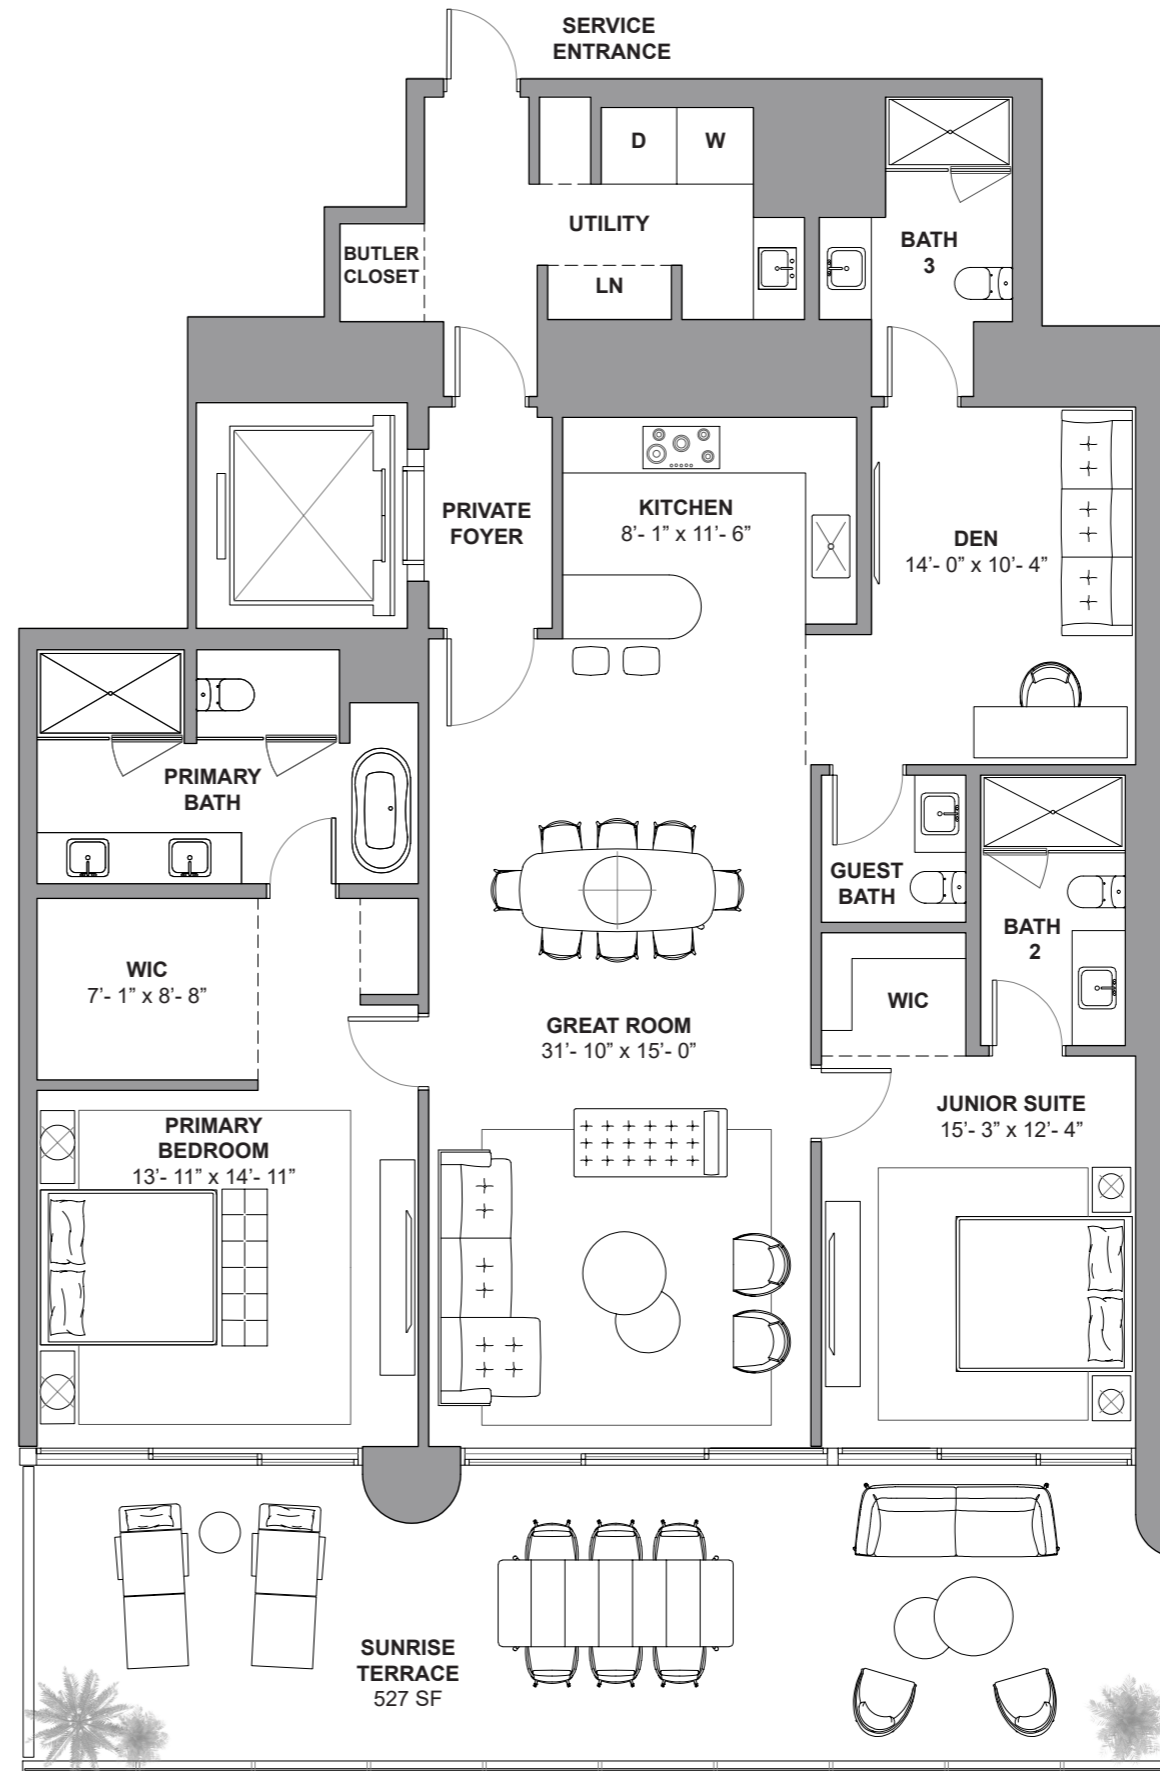 SERVICE
ENTRANCE
D
W
UTILITY
BUTLER
CLOSET
LN
BATH
3
PRIVATE
FOYER
KITCHEN
8'- 1” x 11’- 6”
DEN
14’- 0” x 10’- 4”
PRIMARY
BATH
GUEST
BATH
BATH
2
WIC
7’- 1” x 8’- 8”
WIC
GREAT ROOM
31’- 10” x 15’- 0”
PRIMARY
BEDROOM
13’- 11” x 14’- 11”
JUNIOR SUITE
15’- 3” x 12’- 4”
SUNRISE
TERRACE
527 SF